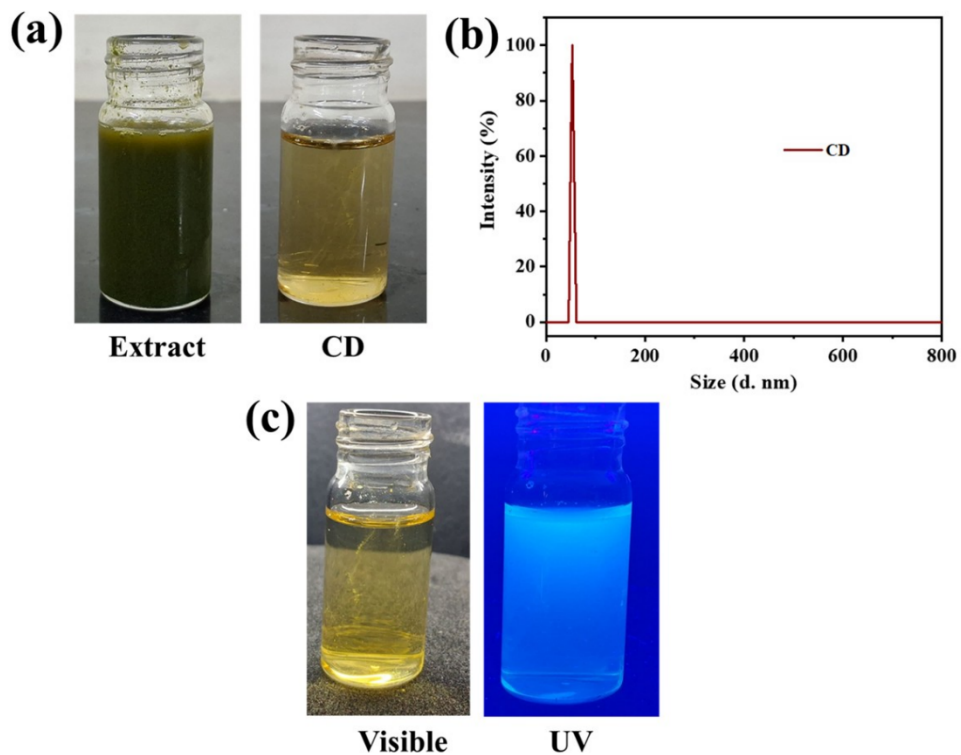 (a)
Extract
CD
(b)
Intensity (%)
100
80
60
40
20
0
CD
0
200
400
600
800
Size (d. nm)
(c)
Visible
UV